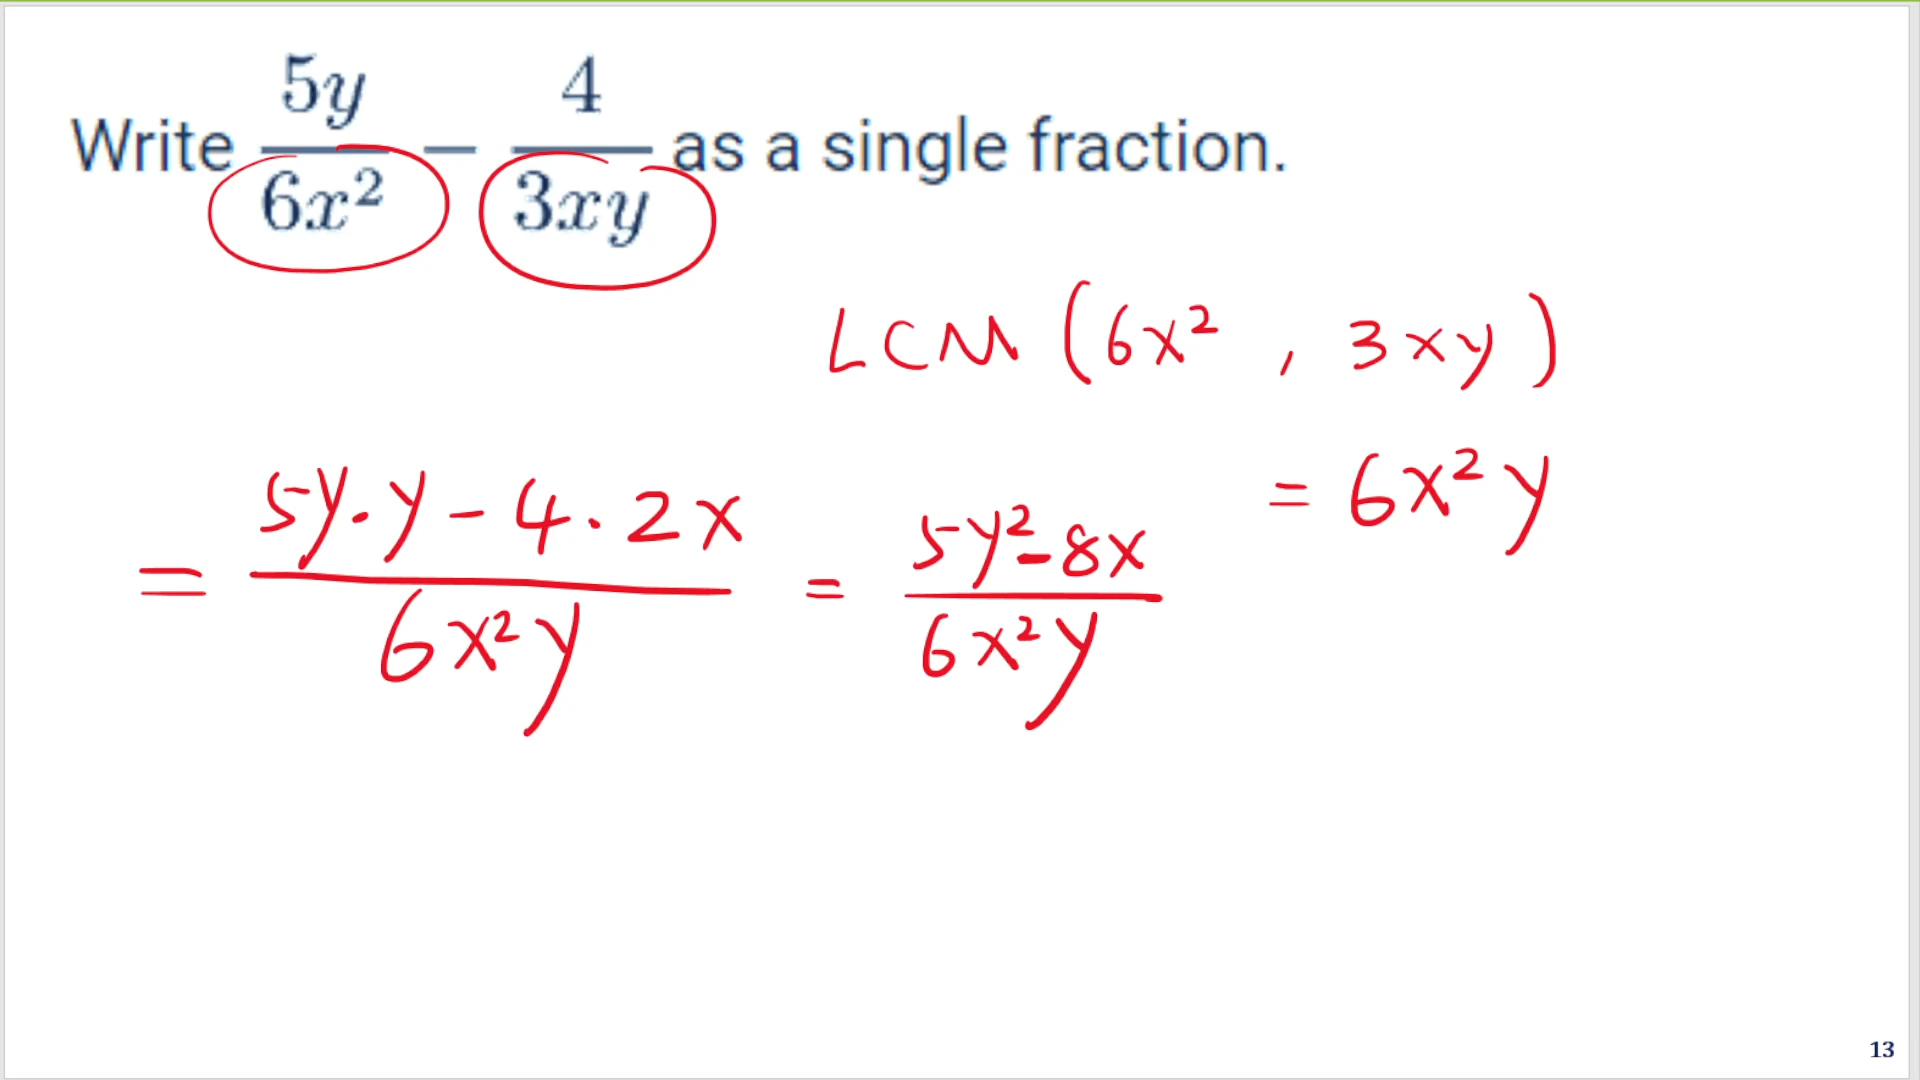 Write 5y/6x² − 4/3xy as a single fraction.
LCM (6x² , 3xy)
= 6x²y
= (5y·y − 4·2x)/6x²y = (5y² − 8x)/6x²y
13